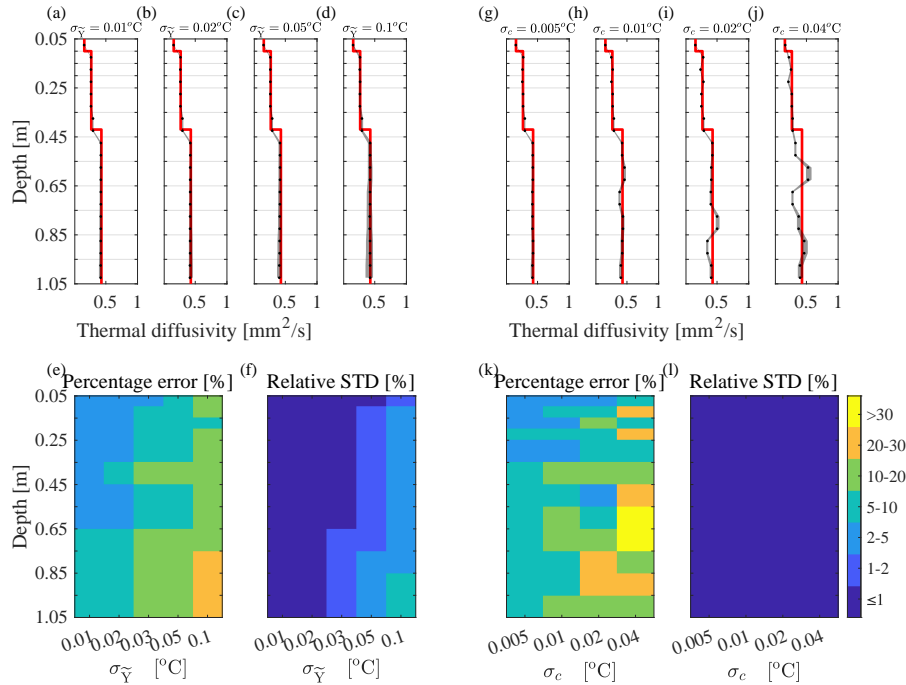 (a) (b) (c) (d) (g) (h) (i) (j)
σ_Ỹ = 0.01°C σ_Ỹ = 0.02°C σ_Ỹ = 0.05°C σ_Ỹ = 0.1°C σ_c = 0.005°C σ_c = 0.01°C σ_c = 0.02°C σ_c = 0.04°C
0.05
0.25
0.45
0.65
0.85
1.05
Depth [m]
0.5 1 0.5 1 0.5 1 0.5 1 0.5 1 0.5 1 0.5 1 0.5 1
Thermal diffusivity [mm²/s] Thermal diffusivity [mm²/s]
(e) (f) (k) (l)
Percentage error [%] Relative STD [%] Percentage error [%] Relative STD [%]
0.05
0.25
0.45
0.65
0.85
1.05
Depth [m]
0.01 0.02 0.03 0.05 0.1 0.01 0.02 0.03 0.05 0.1 0.005 0.01 0.02 0.04 0.005 0.01 0.02 0.04
σ_Ỹ [°C] σ_Ỹ [°C] σ_c [°C] σ_c [°C]
>30
20-30
10-20
5-10
2-5
1-2
≤1